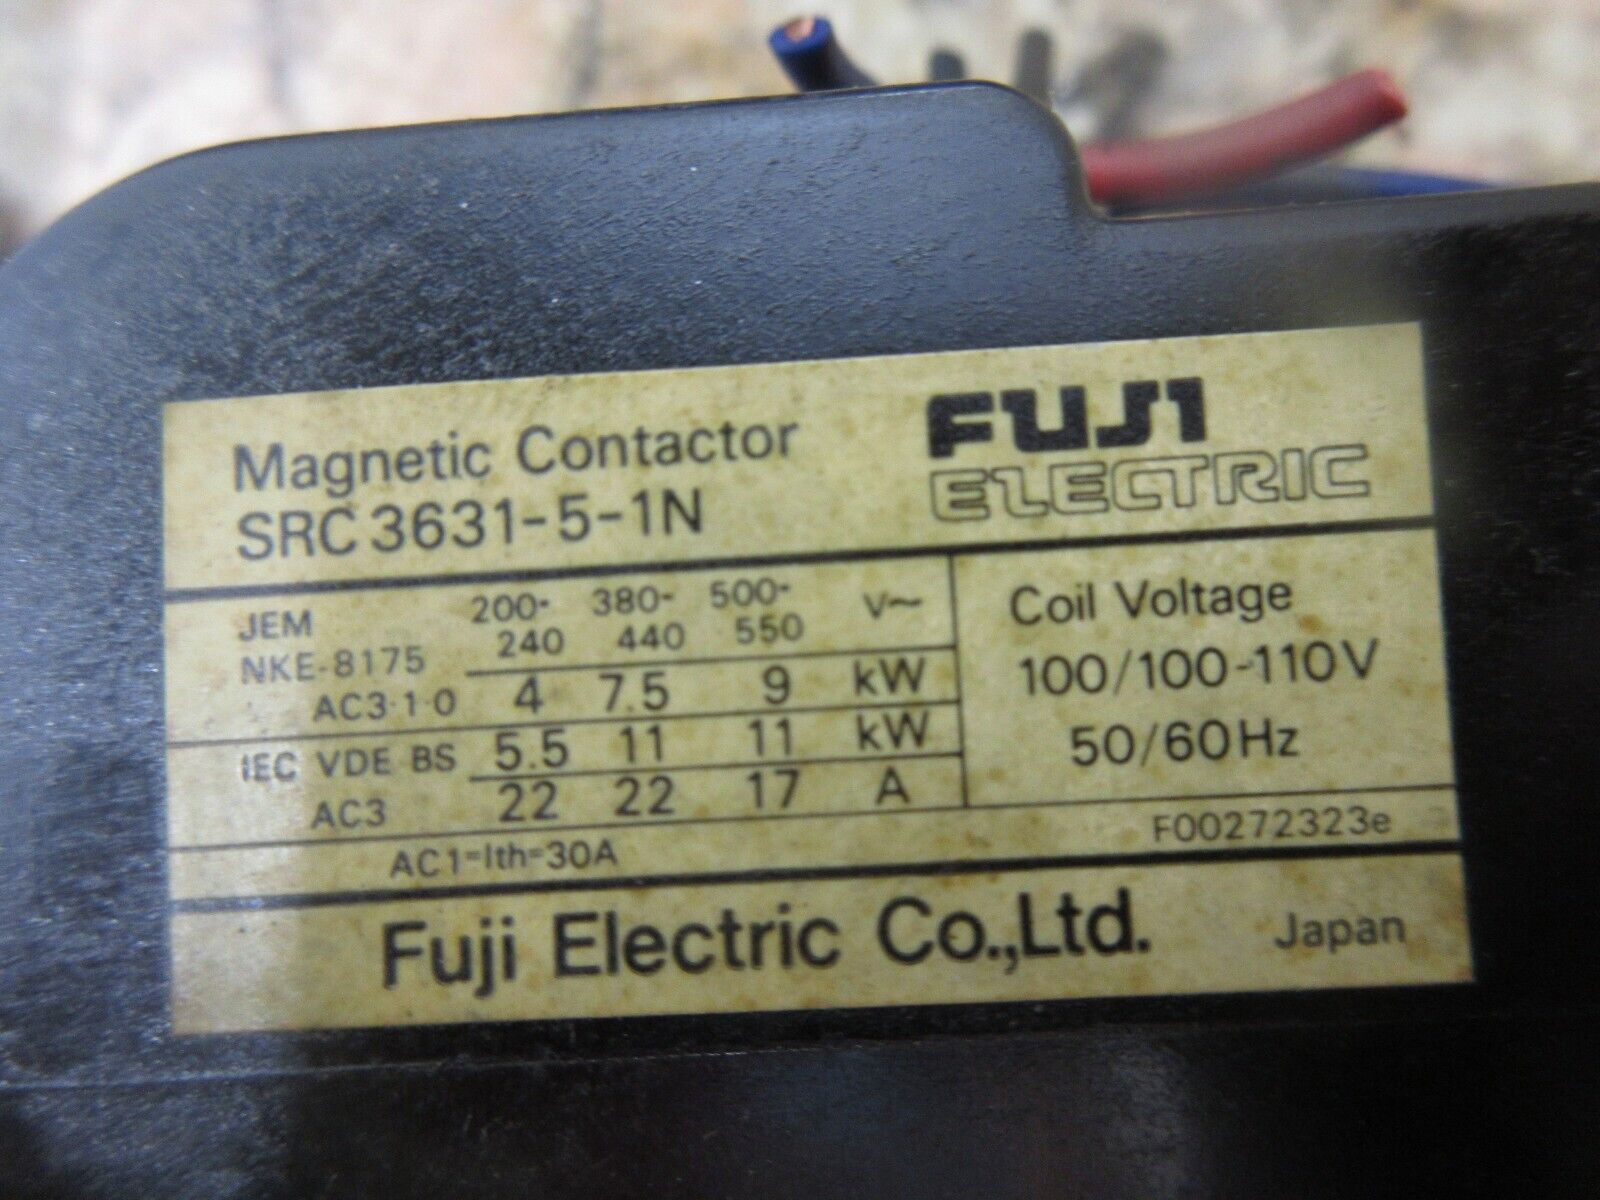 Magnetic Contactor
SRC 3631-5-1N
FUJI
ELECTRIC
JEM 200- 380- 500- V~
240 440 550
NKE-8175
AC3·1·0 4 7.5 9 kW
IEC VDE BS 5.5 11 11 kW
AC3 22 22 17 A
Coil Voltage
100/100-110V
50/60Hz
AC1=Ith=30A
F00272323e
Fuji Electric Co.,Ltd. Japan